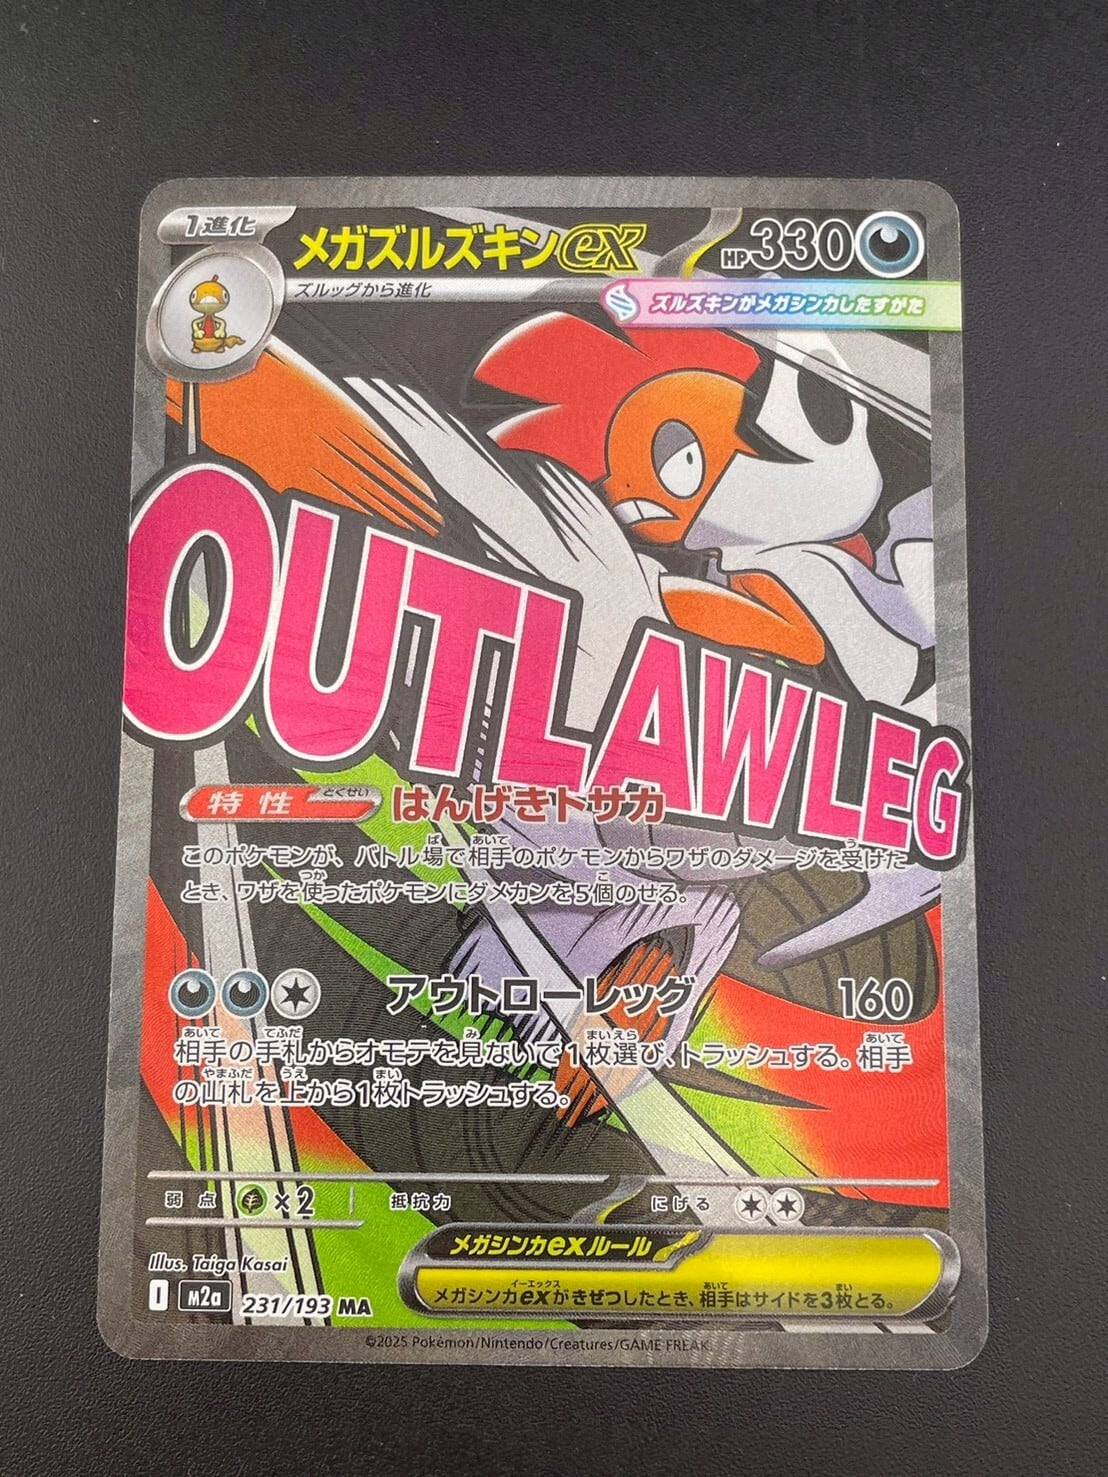 1進化
メガズルズキンex
HP330
ズルッグから進化
ズルズキンがメガシンカしたすがた
OUTLAW LEG
特性 とくせい はんげきトサカ
このポケモンが、バトル場で相手のポケモンからワザのダメージを受けた
とき、ワザを使ったポケモンにダメカンを5個のせる。
アウトローレッグ 160
相手の手札からオモテを見ないで1枚選び、トラッシュする。相手
の山札を上から1枚トラッシュする。
弱点 ×2 抵抗力 にげる
Illus. Taiga Kasai
メガシンカexルール
メガシンカexがきぜつしたとき、相手はサイドを3枚とる。
I M2a 231/193 MA
©2025 Pokémon/Nintendo/Creatures/GAME FREAK.